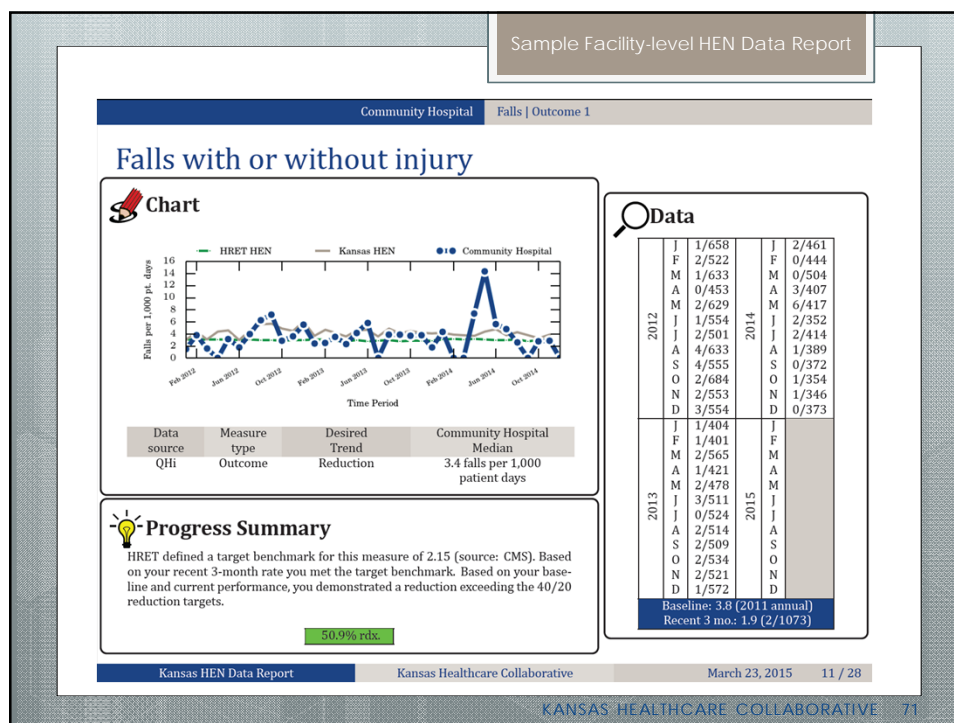 Sample Facility-level HEN Data Report
Community Hospital Falls | Outcome 1
Falls with or without injury
Chart
HRET HEN Kansas HEN Community Hospital
Falls per 1,000 pt. days
16
14
12
10
8
6
4
2
0
Feb 2012 Jun 2012 Oct 2012 Feb 2013 Jun 2013 Oct 2013 Feb 2014 Jun 2014 Oct 2014
Time Period
Data source Measure type Desired Trend Community Hospital Median
QHi Outcome Reduction 3.4 falls per 1,000 patient days
Progress Summary
HRET defined a target benchmark for this measure of 2.15 (source: CMS). Based
on your recent 3-month rate you met the target benchmark. Based on your base-
line and current performance, you demonstrated a reduction exceeding the 40/20
reduction targets.
50.9% rdx.
Data
2012
J 1/658
F 2/522
M 1/633
A 0/453
M 2/629
J 1/554
J 2/501
A 4/633
S 4/555
O 2/684
N 2/553
D 3/554
2014
J 2/461
F 0/444
M 0/504
A 3/407
M 6/417
J 2/352
J 2/414
A 1/389
S 0/372
O 1/354
N 1/346
D 0/373
2013
J 1/404
F 1/401
M 2/565
A 1/421
M 2/478
J 3/511
J 0/524
A 2/514
S 2/509
O 2/534
N 2/521
D 1/572
2015
J
F
M
A
M
J
J
A
S
O
N
D
Baseline: 3.8 (2011 annual)
Recent 3 mo.: 1.9 (2/1073)
Kansas HEN Data Report Kansas Healthcare Collaborative March 23, 2015 11 / 28
KANSAS HEALTHCARE COLLABORATIVE 71